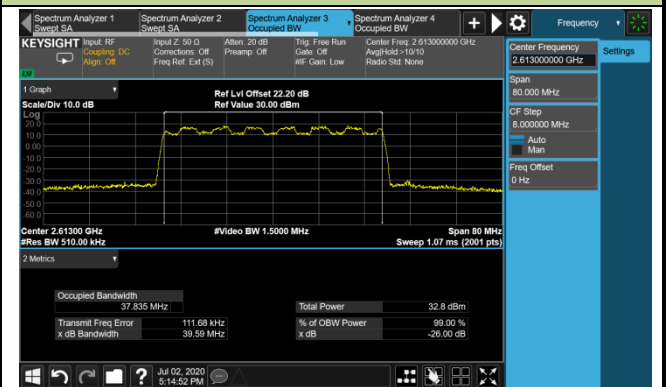 Spectrum Analyzer 1
Swept SA
Spectrum Analyzer 2
Swept SA
Spectrum Analyzer 3
Occupied BW
Spectrum Analyzer 4
Occupied BW
Frequency
KEYSIGHT
Input: RF
Coupling: DC
Align: Off
Input Z: 50 Ω
Corrections: Off
Freq Ref: Ext (S)
Atten: 20 dB
Preamp: Off
Trig: Free Run
Gate: Off
#IF Gain: Low
Center Freq: 2.613000000 GHz
Avg|Hold:>10/10
Radio Std: None
LXI
Center Frequency
2.613000000 GHz
Settings
Span
80.000 MHz
CF Step
8.000000 MHz
Auto
Man
Freq Offset
0 Hz
1 Graph
Scale/Div 10.0 dB
Ref Lvl Offset 22.20 dB
Ref Value 30.00 dBm
Log
20.0
10.0
0.00
-10.0
-20.0
-30.0
-40.0
-50.0
-60.0
Center 2.61300 GHz
#Res BW 510.00 kHz
#Video BW 1.5000 MHz
Span 80 MHz
Sweep 1.07 ms (2001 pts)
2 Metrics
Occupied Bandwidth
37.835 MHz
Total Power 32.8 dBm
Transmit Freq Error 111.68 kHz
% of OBW Power 99.00 %
x dB Bandwidth 39.59 MHz
x dB -26.00 dB
Jul 02, 2020
5:14:52 PM